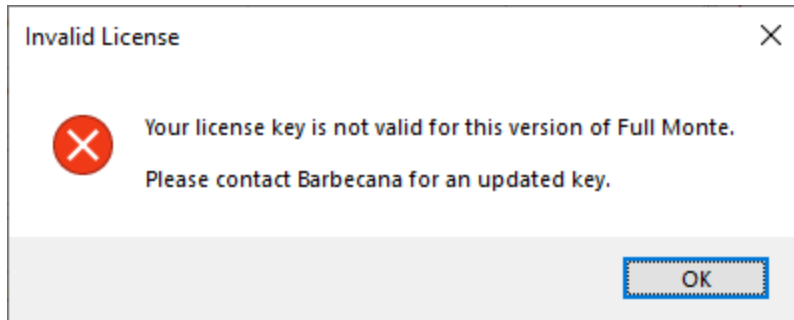 Invalid License
Your license key is not valid for this version of Full Monte.
Please contact Barbecana for an updated key.
OK